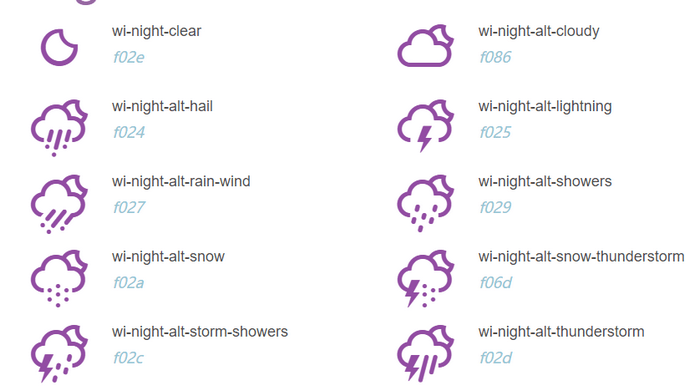 wi-night-clear
f02e
wi-night-alt-cloudy
f086
wi-night-alt-hail
f024
wi-night-alt-lightning
f025
wi-night-alt-rain-wind
f027
wi-night-alt-showers
f029
wi-night-alt-snow
f02a
wi-night-alt-snow-thunderstorm
f06d
wi-night-alt-storm-showers
f02c
wi-night-alt-thunderstorm
f02d